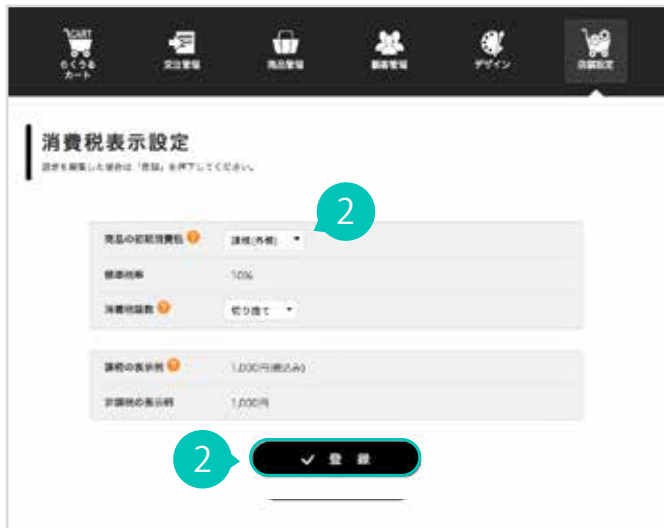 らくうる
カート
受注管理
商品管理
顧客管理
デザイン
店舗設定
消費税表示設定
設定を編集した場合は「登録」を押下してください。
2
商品の初期消費税 ? 課税(外税)
標準税率 10%
消費税端数 ? 切り捨て
課税の表示例 ? 1,000円(税込み)
非課税の表示例 1,000円
2 登録